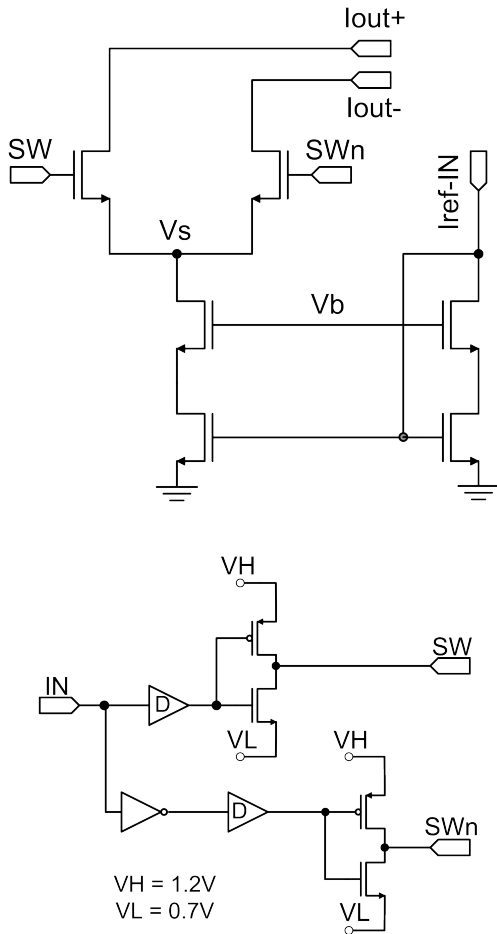 Iout+
Iout-
SW
SWn
Iref-IN
Vs
Vb
VH
SW
IN
D
VL
VH
D
SWn
VH = 1.2V
VL = 0.7V
VL